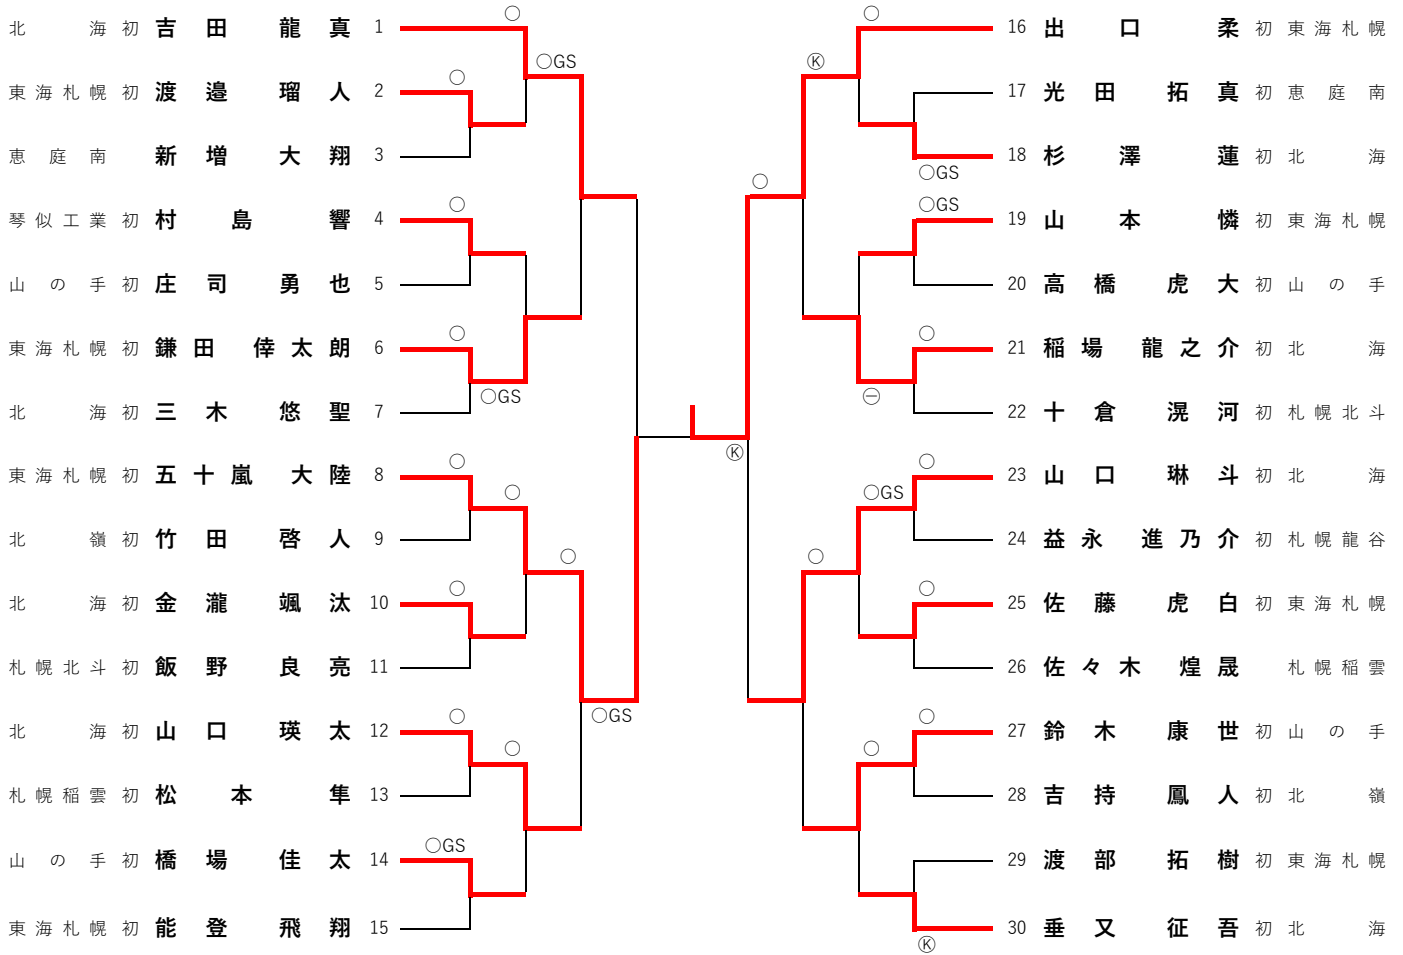 ○ ○
北海 初 吉田龍真 1 16 出口柔 初 東海札幌
○GS Ⓚ
○
東海札幌 初 渡邉瑠人 2 17 光田拓真 初 恵庭南
恵庭南 新増大翔 3 18 杉澤蓮 初 北海
○ ○GS
○ ○GS
琴似工業 初 村島響 4 19 山本憐 初 東海札幌
山の手 初 庄司勇也 5 20 高橋虎大 初 山の手
○ ○
東海札幌 初 鎌田倖太朗 6 21 稲場龍之介 初 北海
○GS ㊀
北海 初 三木悠聖 7 22 十倉滉河 初 札幌北斗
Ⓚ
○ ○
東海札幌 初 五十嵐大陸 8 23 山口琳斗 初 北海
○ ○GS
北嶺 初 竹田啓人 9 24 益永進乃介 初 札幌龍谷
○ ○
○ ○
北海 初 金瀧颯汰 10 25 佐藤虎白 初 東海札幌
札幌北斗 初 飯野良亮 11 26 佐々木煌晟 札幌稲雲
○ ○GS ○
北海 初 山口瑛太 12 27 鈴木康世 初 山の手
○ ○
札幌稲雲 初 松本隼 13 28 吉持鳳人 初 北嶺
○GS
山の手 初 橋場佳太 14 29 渡部拓樹 初 東海札幌
東海札幌 初 能登飛翔 15 30 垂又征吾 初 北海
Ⓚ